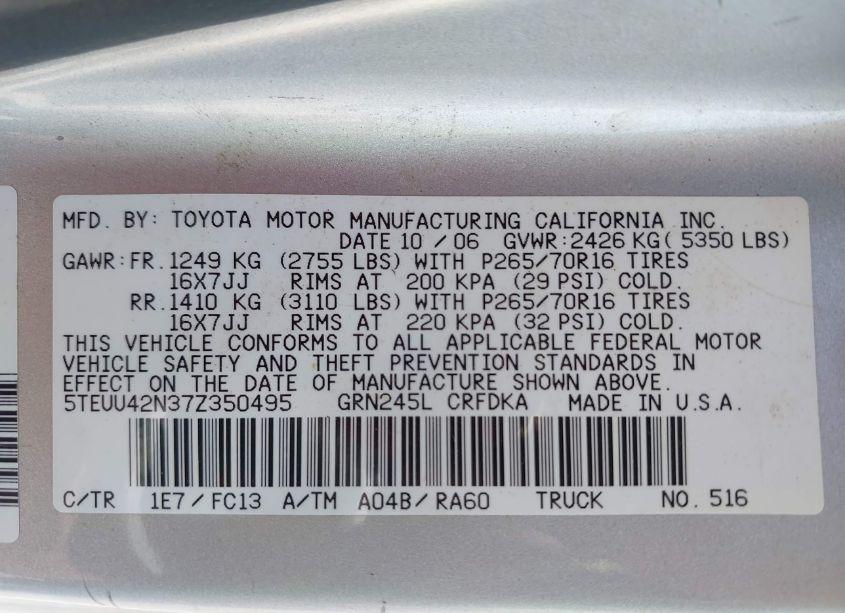 MFD. BY: TOYOTA MOTOR MANUFACTURING CALIFORNIA INC.
DATE 10 / 06 GVWR: 2426 KG( 5350 LBS)
GAWR: FR. 1249 KG (2755 LBS) WITH P265/70R16 TIRES
16X7JJ RIMS AT 200 KPA (29 PSI) COLD.
RR. 1410 KG (3110 LBS) WITH P265/70R16 TIRES
16X7JJ RIMS AT 220 KPA (32 PSI) COLD.
THIS VEHICLE CONFORMS TO ALL APPLICABLE FEDERAL MOTOR
VEHICLE SAFETY AND THEFT PREVENTION STANDARDS IN
EFFECT ON THE DATE OF MANUFACTURE SHOWN ABOVE.
5TEUU42N37Z350495 GRN245L CRFDKA MADE IN U.S.A.
C/TR 1E7 / FC13 A/TM A04B / RA60 TRUCK NO. 516